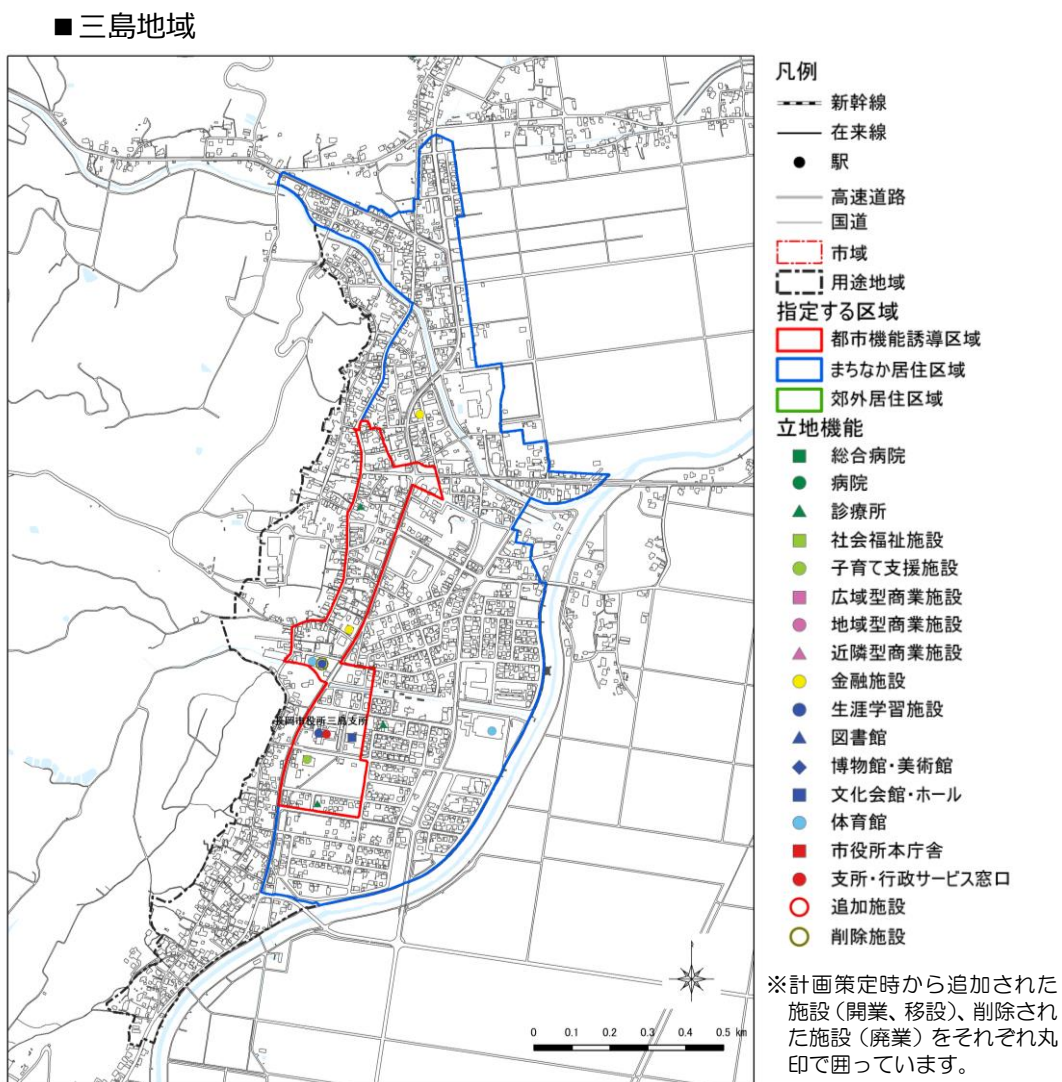 ■三島地域
長岡市役所三島支所
0 0.1 0.2 0.3 0.4 0.5 km
凡例
新幹線
在来線
駅
高速道路
国道
市域
用途地域
指定する区域
都市機能誘導区域
まちなか居住区域
郊外居住区域
立地機能
総合病院
病院
診療所
社会福祉施設
子育て支援施設
広域型商業施設
地域型商業施設
近隣型商業施設
金融施設
生涯学習施設
図書館
博物館・美術館
文化会館・ホール
体育館
市役所本庁舎
支所・行政サービス窓口
追加施設
削除施設
※計画策定時から追加された
施設（開業、移設）、削除され
た施設（廃業）をそれぞれ丸
印で囲っています。